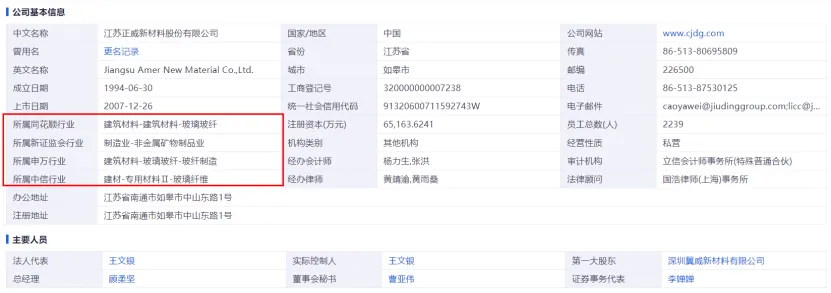 公司基本信息
中文名称 江苏正威新材料股份有限公司 国家/地区 中国 公司网站 www.cjdg.com
曾用名 更名记录 省份 江苏省 传真 86-513-80695809
英文名称 Jiangsu Amer New Material Co.,Ltd. 城市 如皋市 邮编 226500
成立日期 1994-06-30 工商登记号 320000000007238 电话 86-513-87530125
上市日期 2007-12-26 统一社会信用代码 91320600711592743W 电子邮件 caoyawei@jiudinggroup.com;licc@j...
所属同花顺行业 建筑材料-建筑材料-玻璃玻纤 注册资本(万元) 65,163.6241 员工总数(人) 2239
所属新证监会行业 制造业-非金属矿物制品业 机构类别 其他机构 经营性质 私营
所属申万行业 建筑材料-玻璃玻纤-玻纤制造 经办会计师 杨力生,张洪 审计机构 立信会计师事务所(特殊普通合伙)
所属中信行业 建材-专用材料Ⅱ-玻璃纤维 经办律师 黄靖渝,黄雨桑 法律顾问 国浩律师(上海)事务所
办公地址 江苏省南通市如皋市中山东路1号
注册地址 江苏省南通市如皋市中山东路1号
主要人员
法人代表 王文银 实际控制人 王文银 第一大股东 深圳翼威新材料有限公司
总经理 顾柔坚 董事会秘书 曹亚伟 证券事务代表 李婵婵